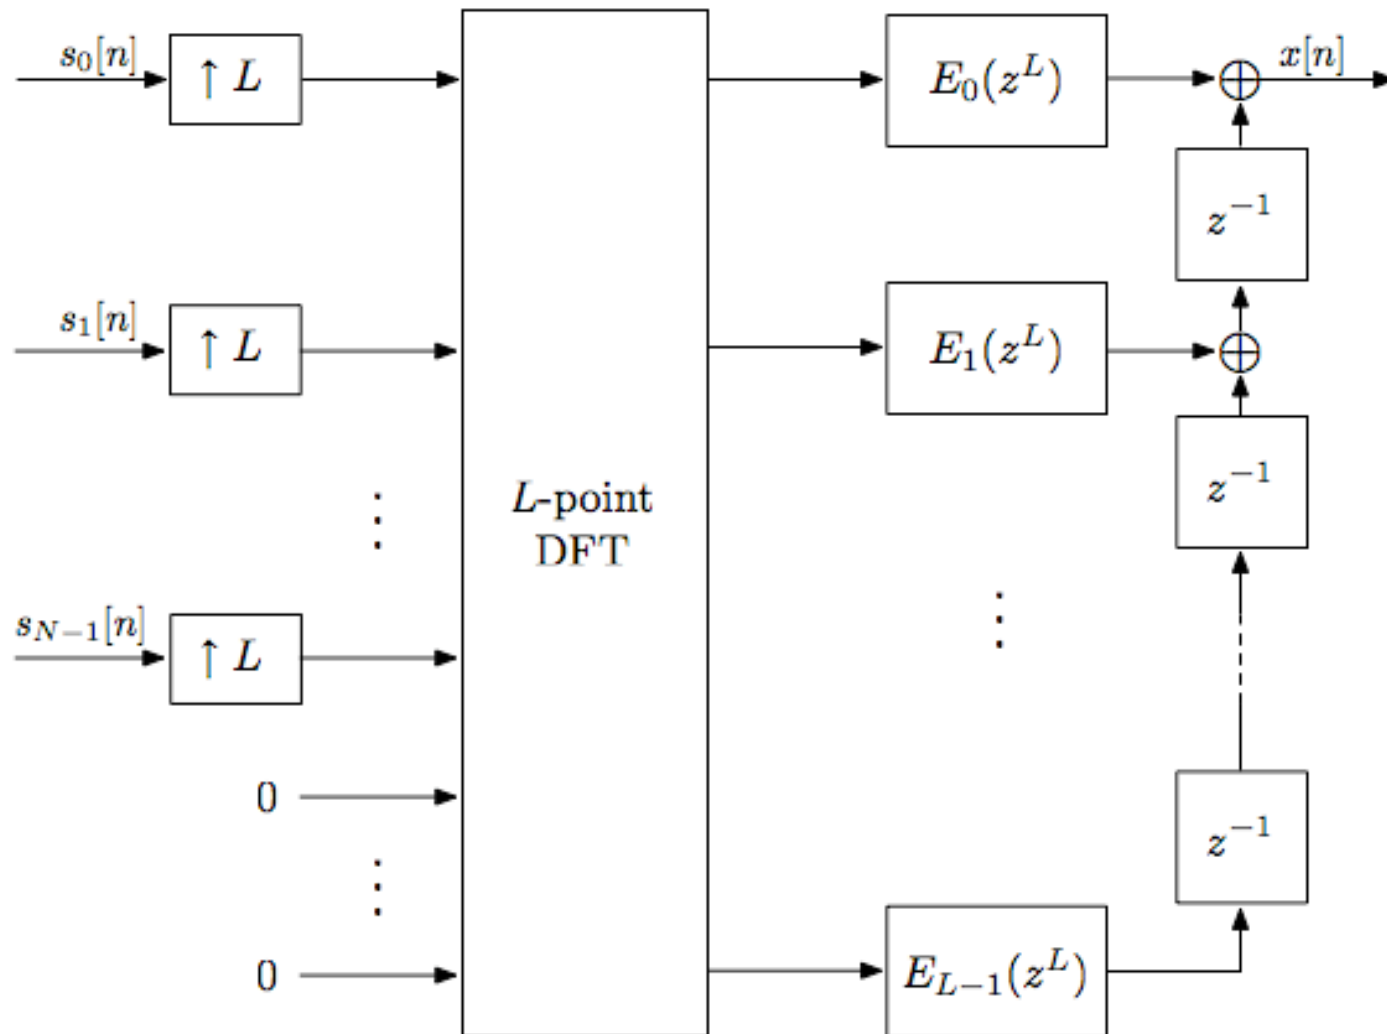 s_0[n]
↑ L
E_0(z^L)
x[n]
z^{-1}
s_1[n]
↑ L
E_1(z^L)
z^{-1}
L-point
DFT
s_{N-1}[n]
↑ L
0
z^{-1}
0
E_{L-1}(z^L)